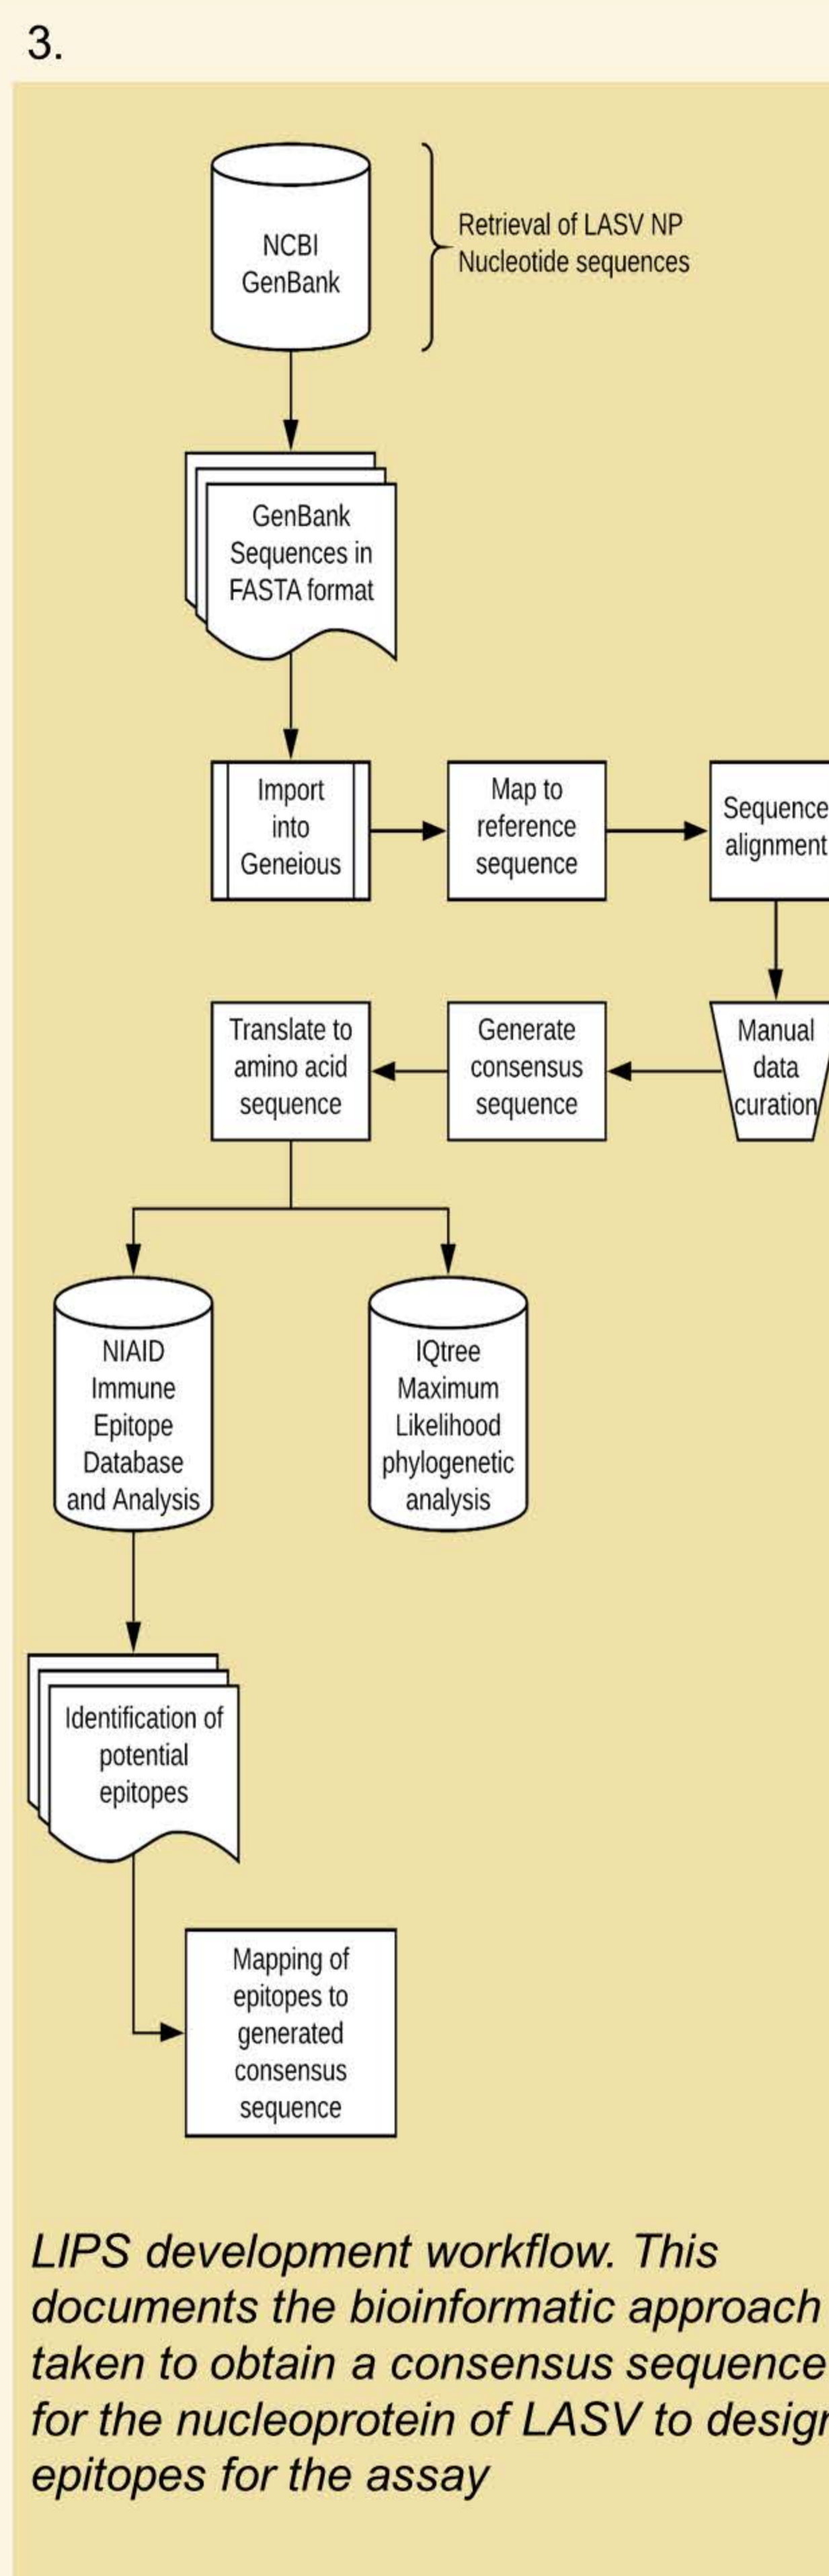 3.
NCBI
GenBank
Retrieval of LASV NP
Nucleotide sequences
GenBank
Sequences in
FASTA format
Import
into
Geneious
Map to
reference
sequence
Sequence
alignment
Translate to
amino acid
sequence
Generate
consensus
sequence
Manual
data
curation
NIAID
Immune
Epitope
Database
and Analysis
IQtree
Maximum
Likelihood
phylogenetic
analysis
Identification of
potential
epitopes
Mapping of
epitopes to
generated
consensus
sequence
LIPS development workflow. This
documents the bioinformatic approach
taken to obtain a consensus sequence
for the nucleoprotein of LASV to design
epitopes for the assay